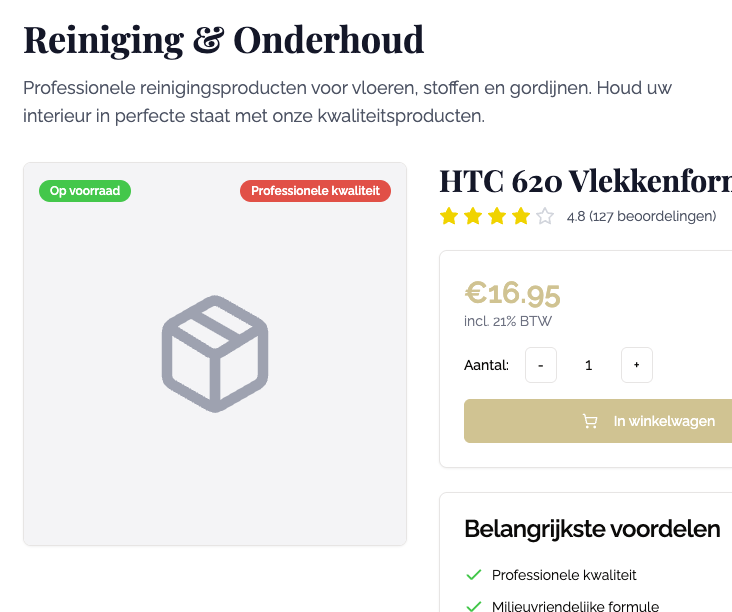 Reiniging & Onderhoud
Professionele reinigingsproducten voor vloeren, stoffen en gordijnen. Houd uw
interieur in perfecte staat met onze kwaliteitsproducten.
Op voorraad
Professionele kwaliteit
HTC 620
4.8 (127 beoordelingen)
€16.95
incl. 21% BTW
Aantal:
-
1
+
In winkelwagen
Belangrijkste voordelen
Professionele kwaliteit
Milieuvriendelijke formule